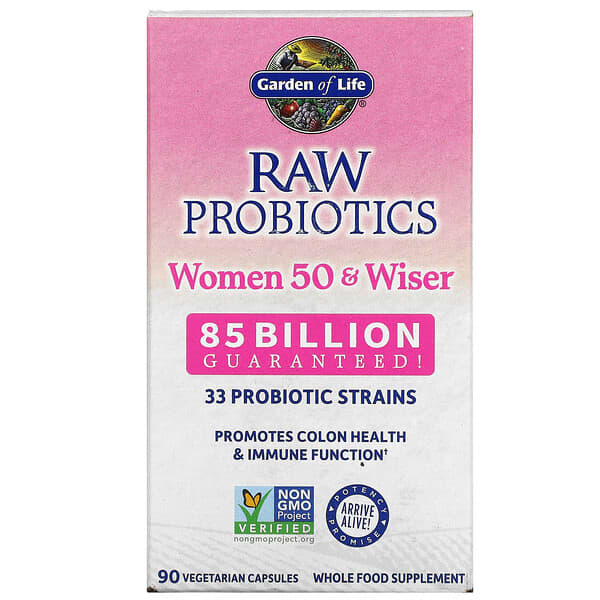 Garden of Life®
RAW
PROBIOTICS
Women 50 & Wiser
85 BILLION
GUARANTEED!
33 PROBIOTIC STRAINS
PROMOTES COLON HEALTH
& IMMUNE FUNCTION†
NON
GMO
Project
VERIFIED
nongmoproject.org
POTENCY
ARRIVE
ALIVE!
PROMISE
90 VEGETARIAN CAPSULES WHOLE FOOD SUPPLEMENT